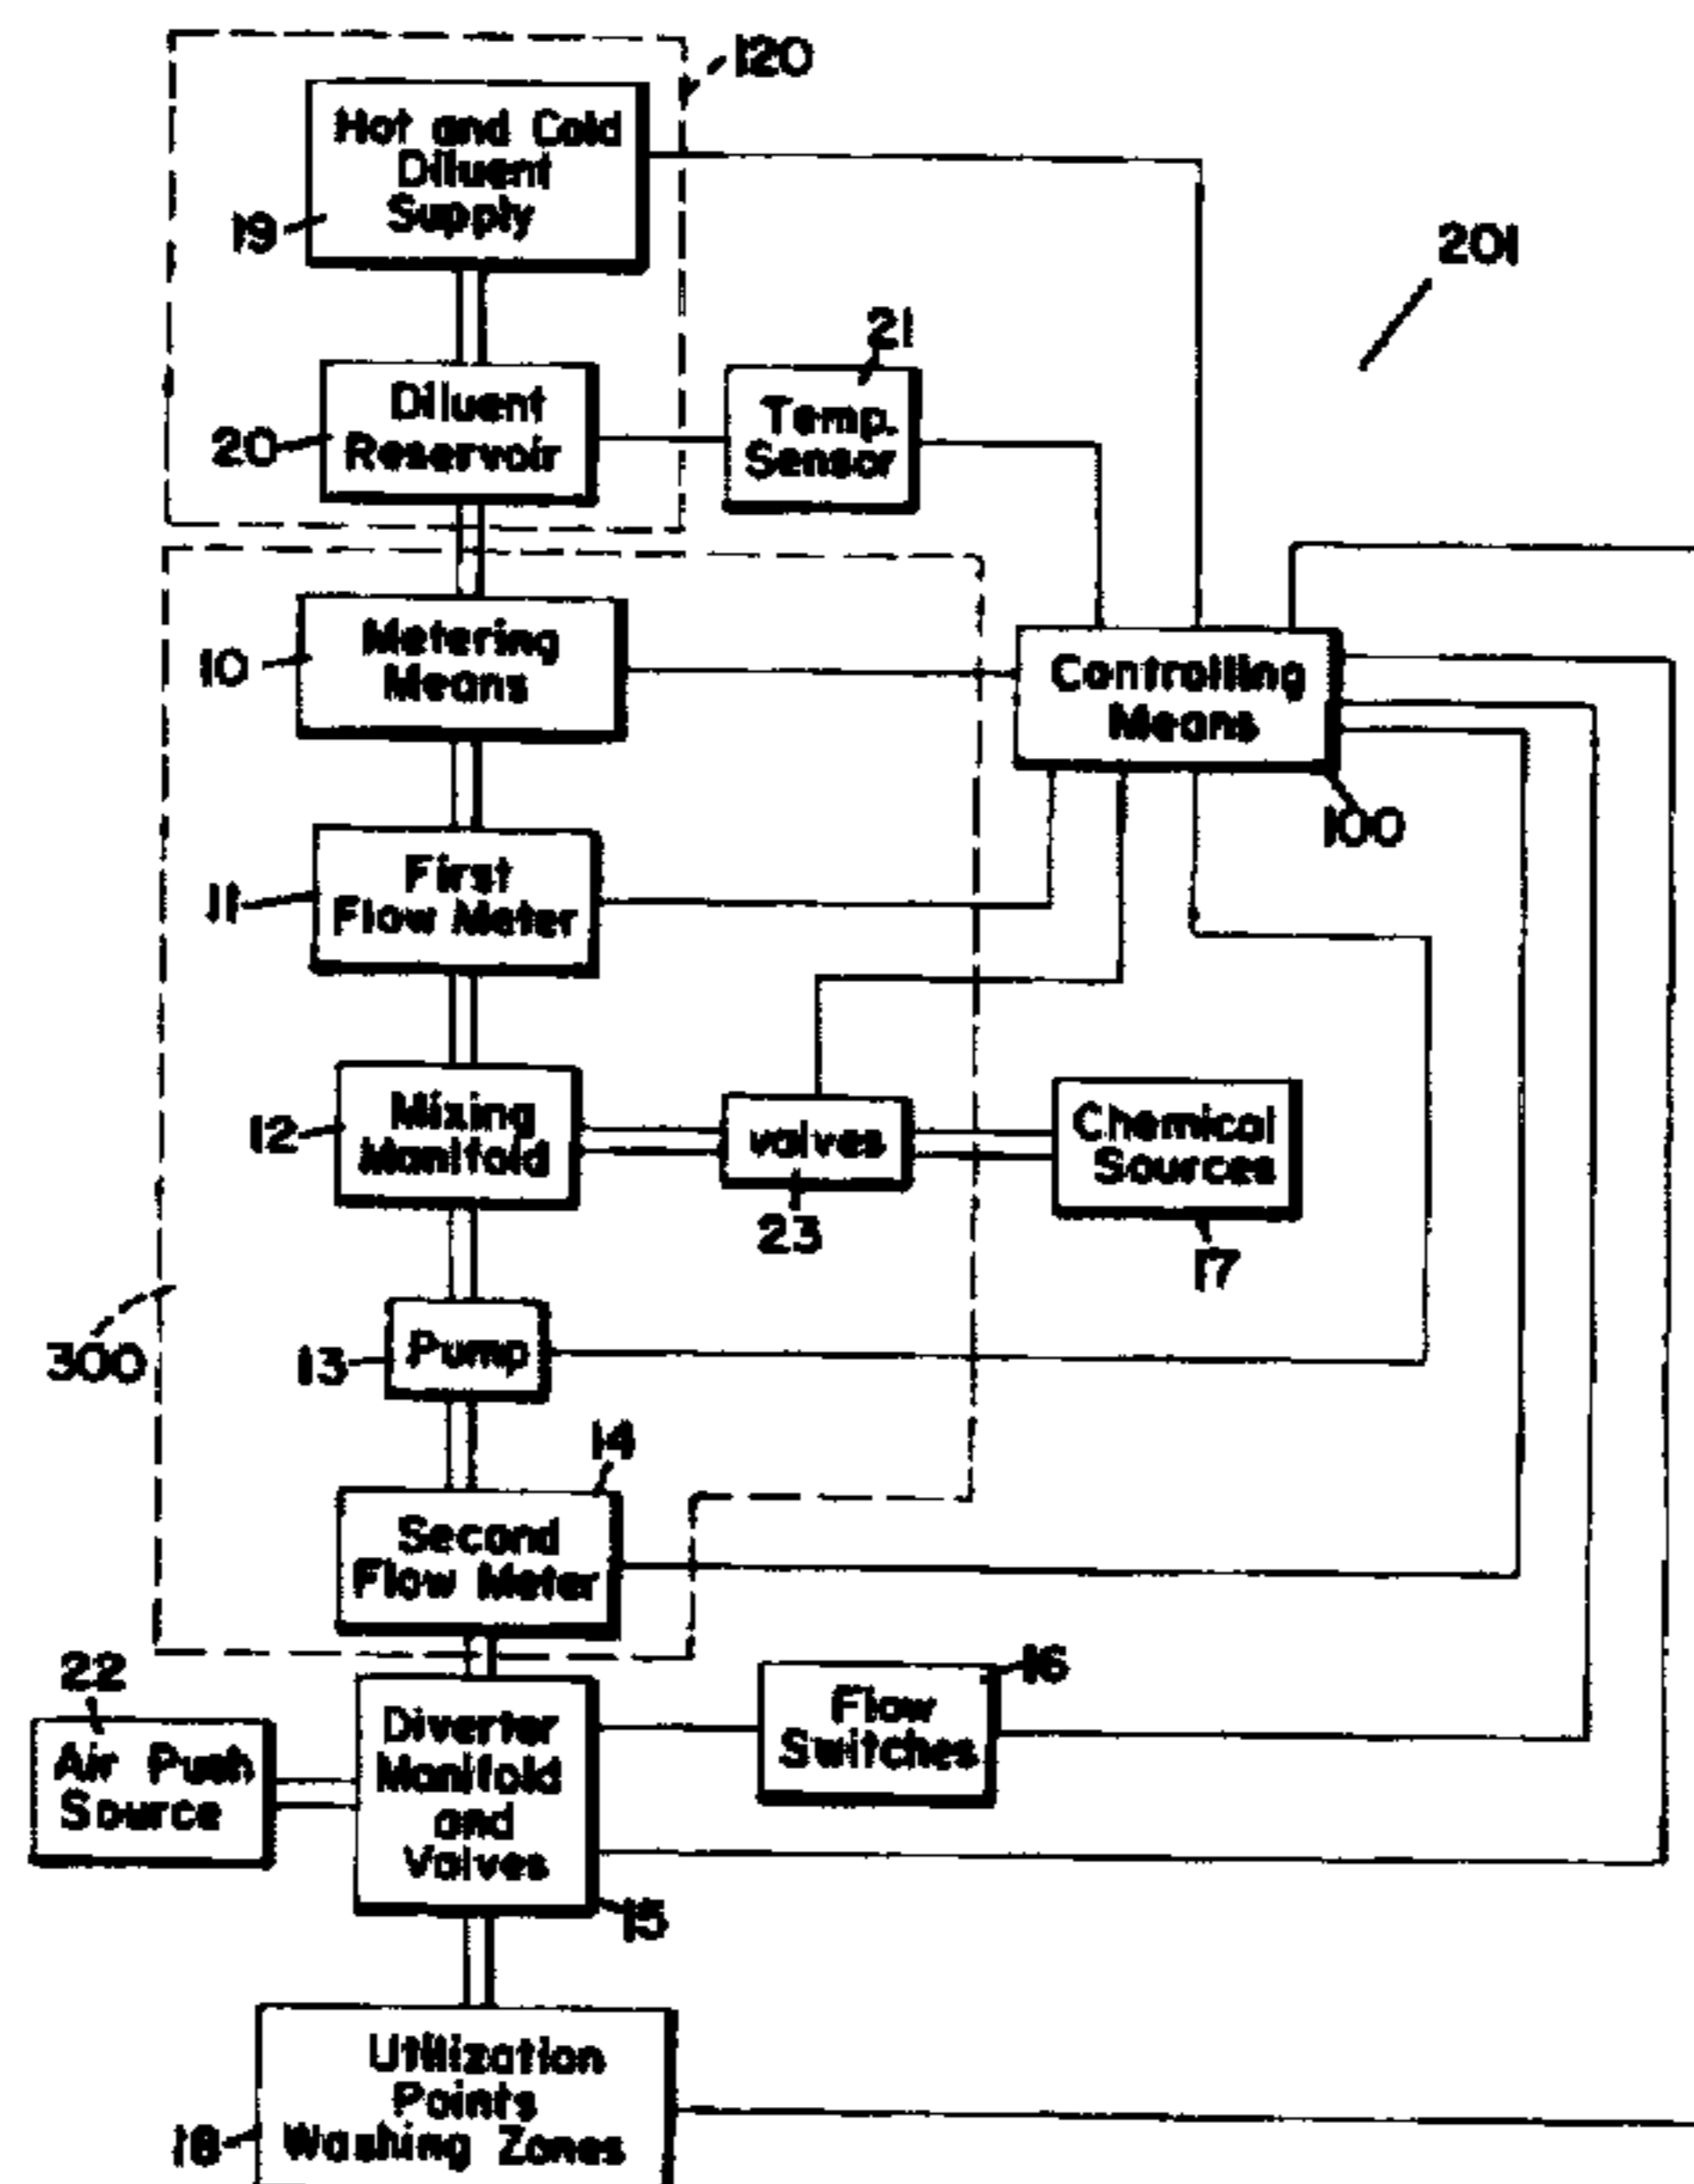 120
Hot and Cold
Diluent
Supply
19
201
21
Diluent
Reservoir
20
Temp.
Sensor
10
Metering
Means
Controlling
Means
100
First
Flow Meter
11
Mixing
Manifold
12
valves
23
Chemical
Sources
17
300
13
Pump
14
Second
Flow Meter
22
16
Air Push
Source
Diverter
Manifold
and
Valves
Flow
Switches
15
Utilization
Points
Washing Zones
18